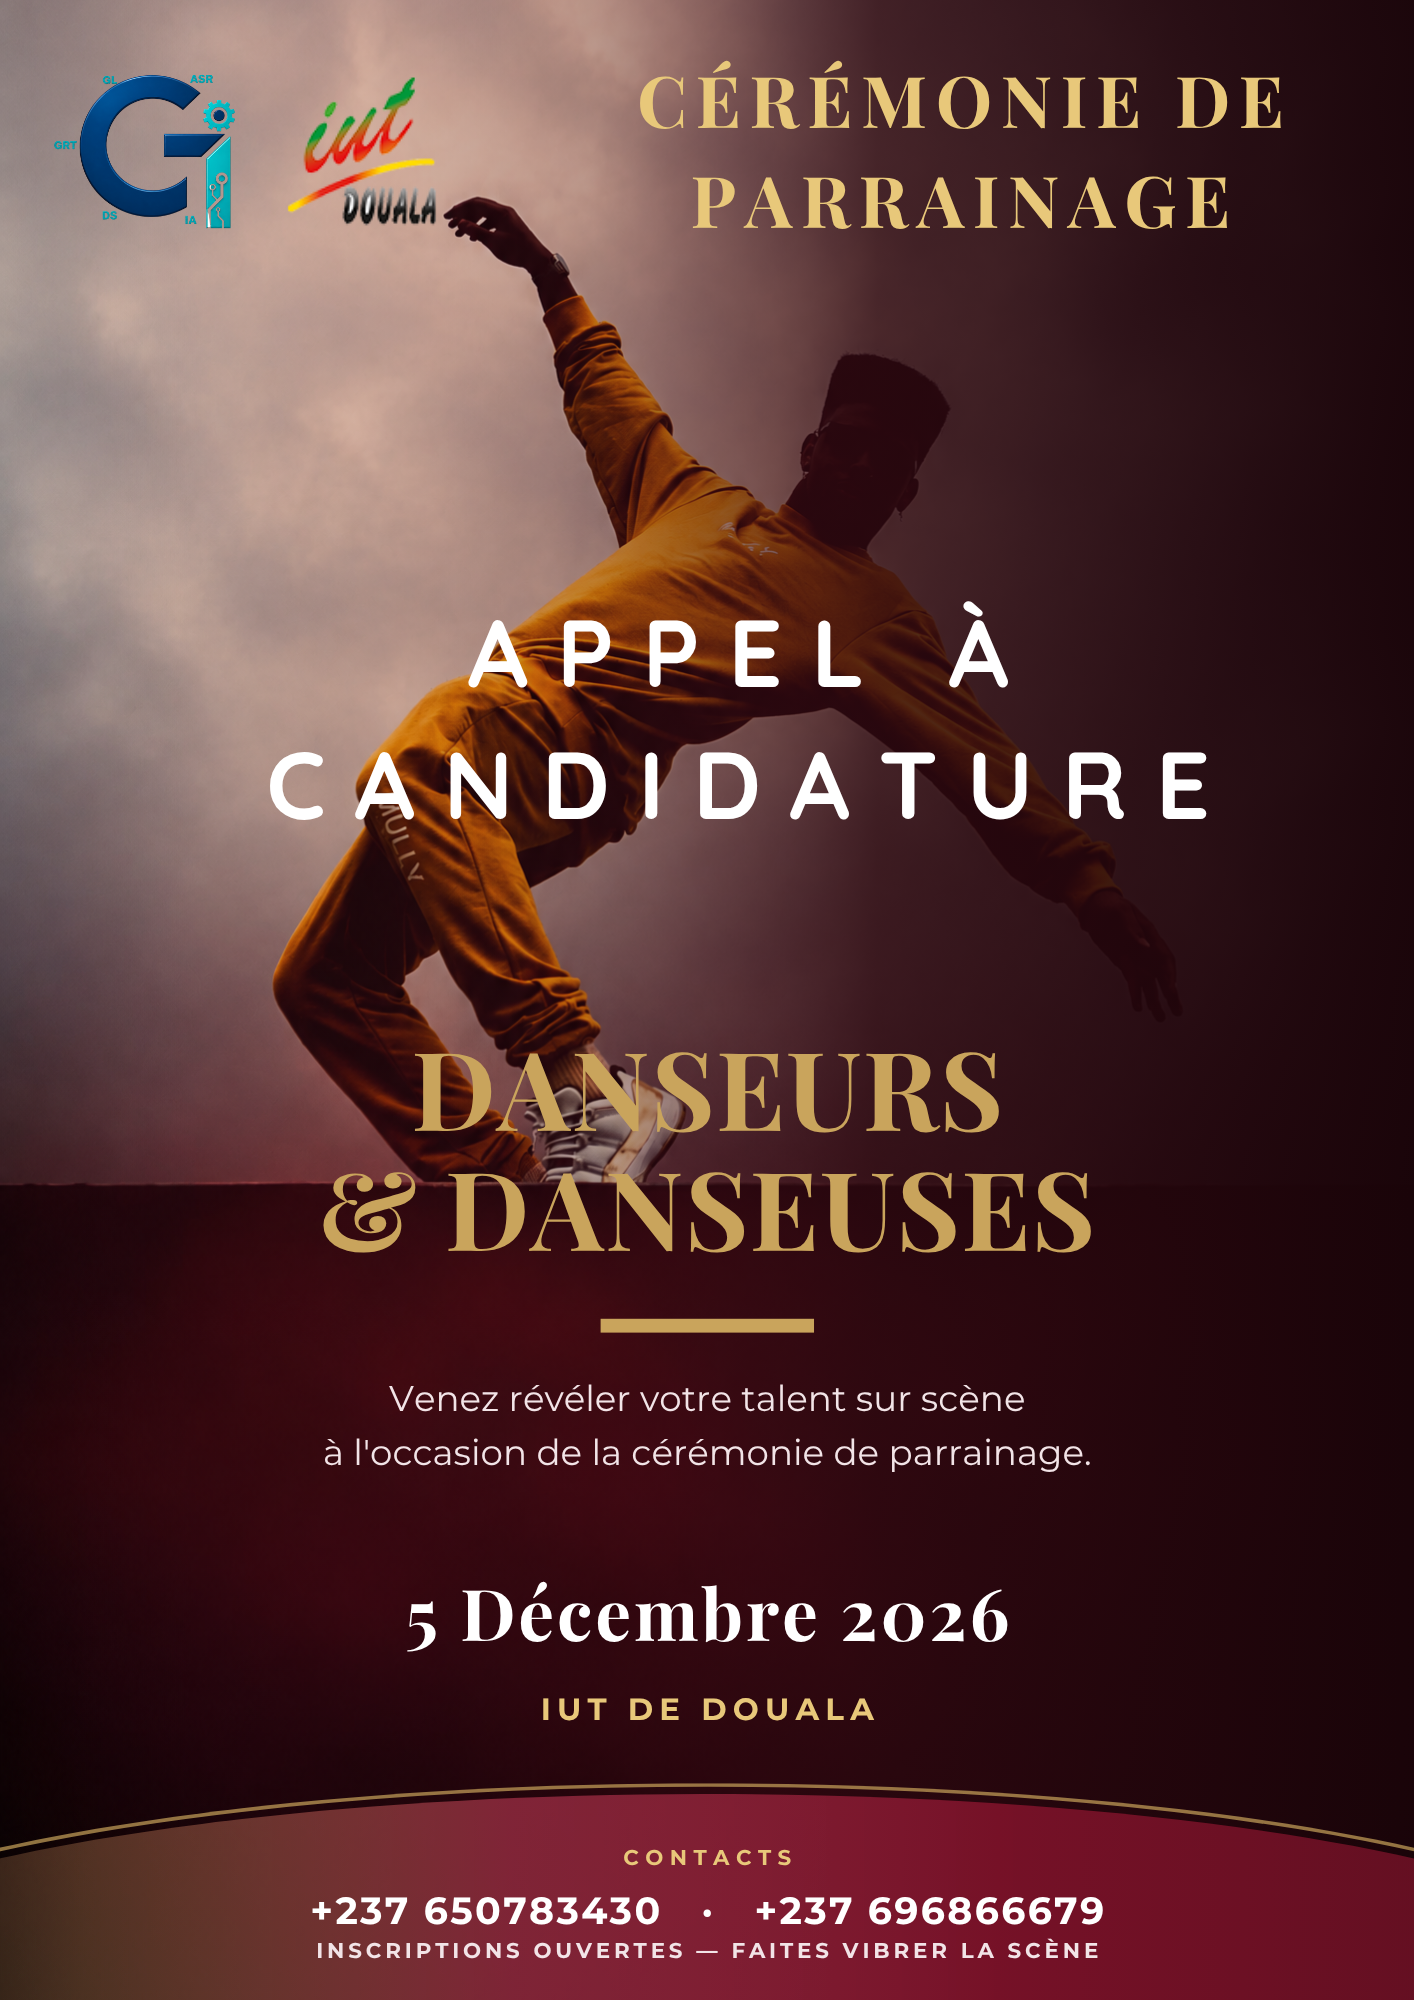 GL
ASR
GRT
Gi
DS
IA
iut
DOUALA
CÉRÉMONIE DE
PARRAINAGE
APPEL À
CANDIDATURE
MULLY
DANSEURS
& DANSEUSES
Venez révéler votre talent sur scène
à l'occasion de la cérémonie de parrainage.
5 Décembre 2026
IUT DE DOUALA
CONTACTS
+237 650783430 • +237 696866679
INSCRIPTIONS OUVERTES — FAITES VIBRER LA SCÈNE